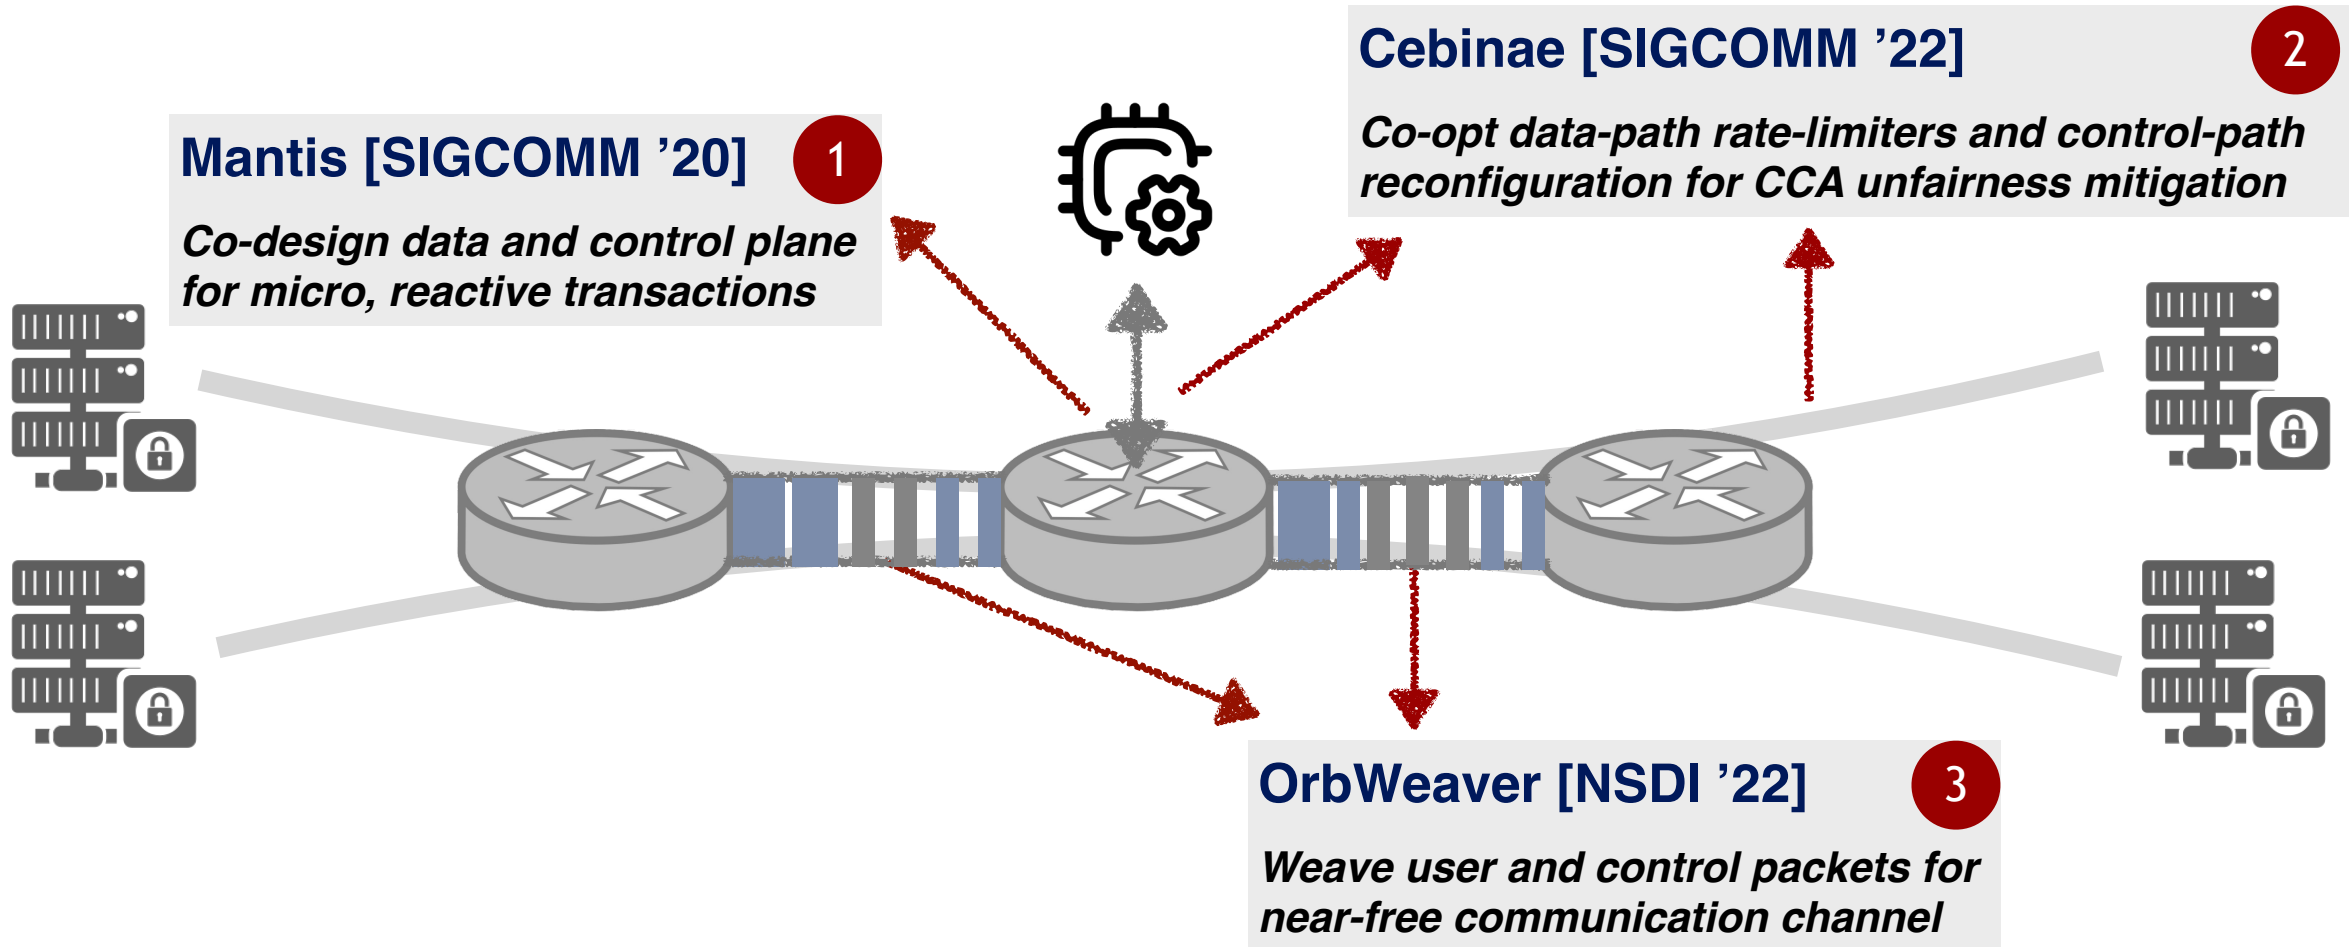 Mantis [SIGCOMM ’20]
1
Co-design data and control plane
for micro, reactive transactions
Cebinae [SIGCOMM ’22]
2
Co-opt data-path rate-limiters and control-path
reconfiguration for CCA unfairness mitigation
OrbWeaver [NSDI ’22]
3
Weave user and control packets for
near-free communication channel